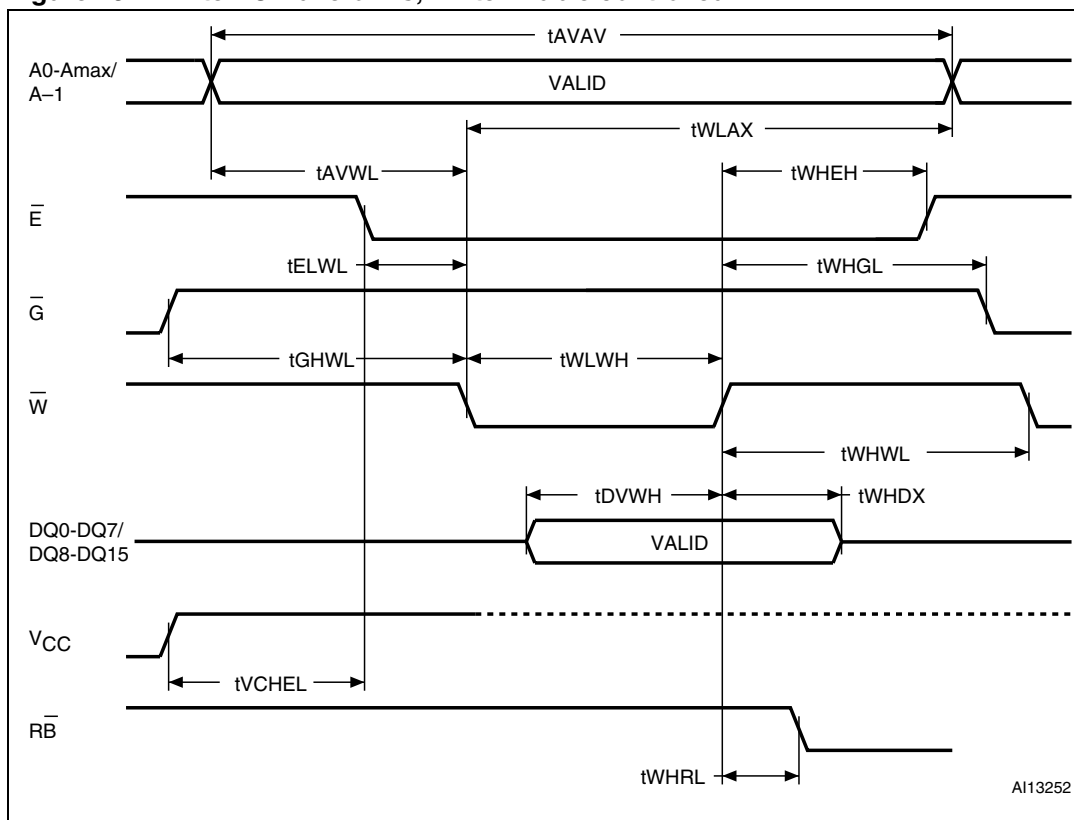 tAVAV
A0-Amax/
A–1
VALID
tWLAX
tAVWL
tWHEH
E̅
tELWL
tWHGL
G̅
tGHWL
tWLWH
W̅
tWHWL
tDVWH
tWHDX
DQ0-DQ7/
DQ8-DQ15
VALID
VCC
tVCHEL
RB̅
tWHRL
AI13252